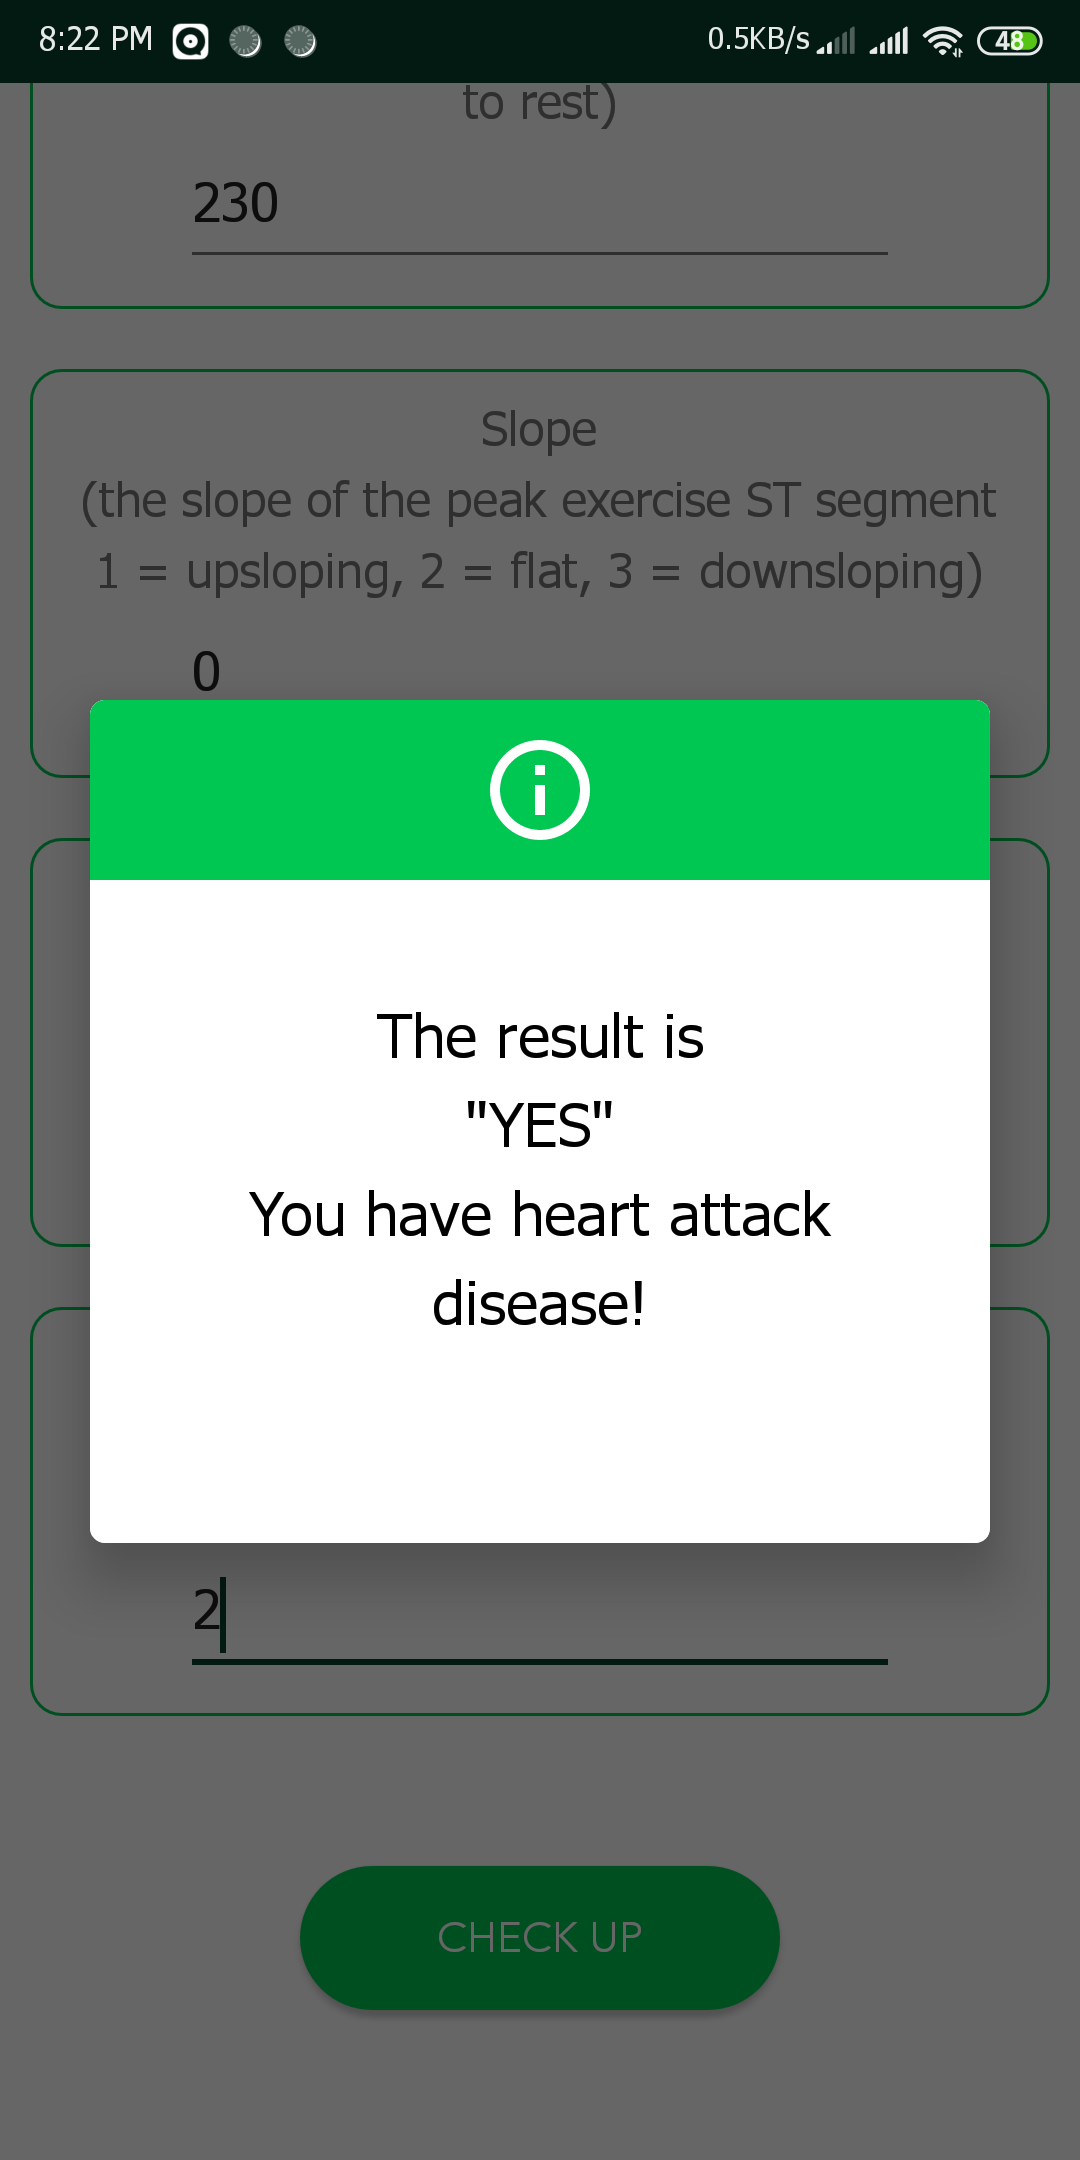 8:22 PM 0.5KB/s 48
to rest)
230
Slope
(the slope of the peak exercise ST segment
1 = upsloping, 2 = flat, 3 = downsloping)
0
The result is
"YES"
You have heart attack
disease!
2
CHECK UP